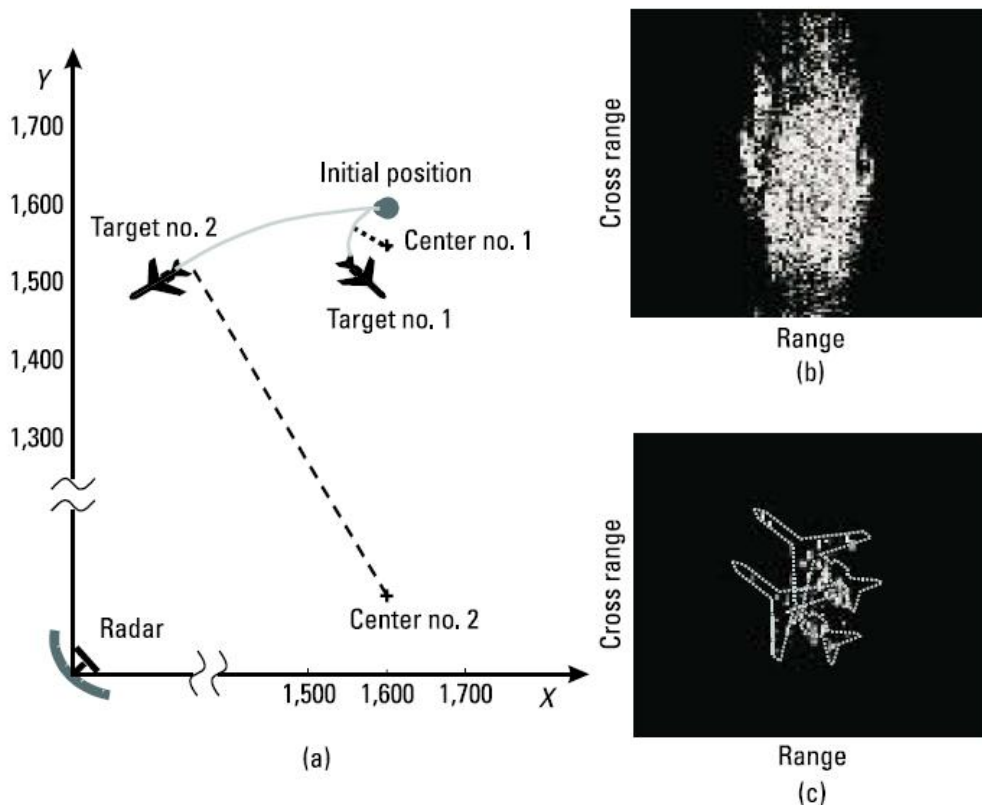 Y
1,700
1,600
1,500
1,400
1,300
Initial position
Target no. 2
Center no. 1
Target no. 1
Center no. 2
Radar
1,500 1,600 1,700
X
(a)
Cross range
Range
(b)
Cross range
Range
(c)